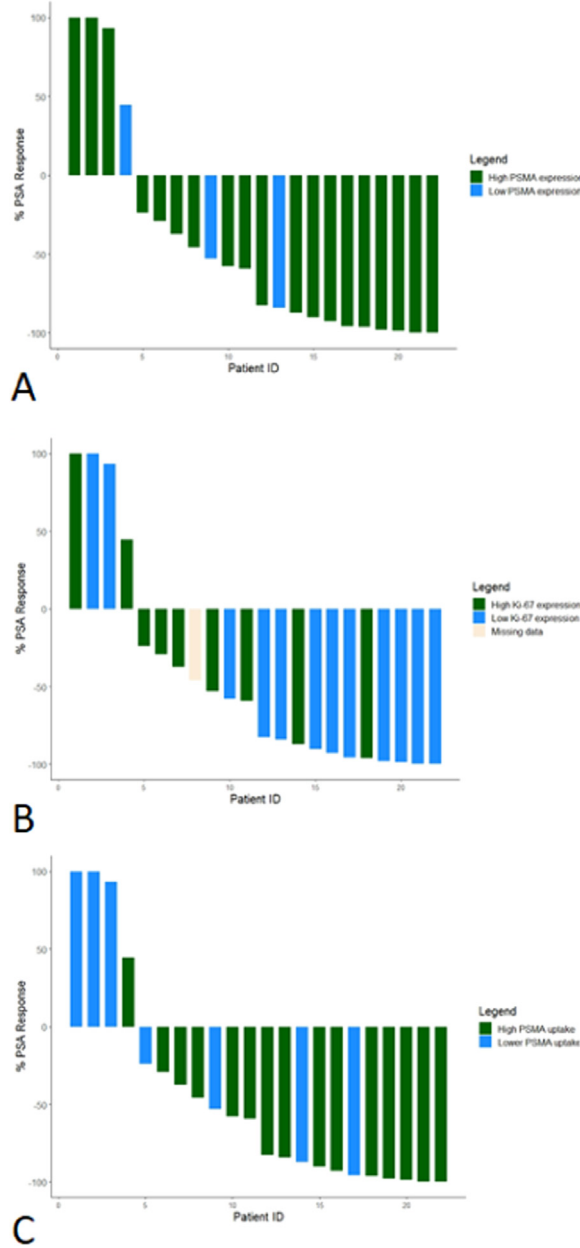 100
50
0
-50
-100
% PSA Response
0
5
10
15
20
Patient ID
Legend
High PSMA expression
Low PSMA expression
A
100
50
0
-50
-100
% PSA Response
0
5
10
15
20
Patient ID
Legend
High Ki-67 expression
Low Ki-67 expression
Missing data
B
100
50
0
-50
-100
% PSA Response
0
5
10
15
20
Patient ID
Legend
High PSMA uptake
Lower PSMA uptake
C